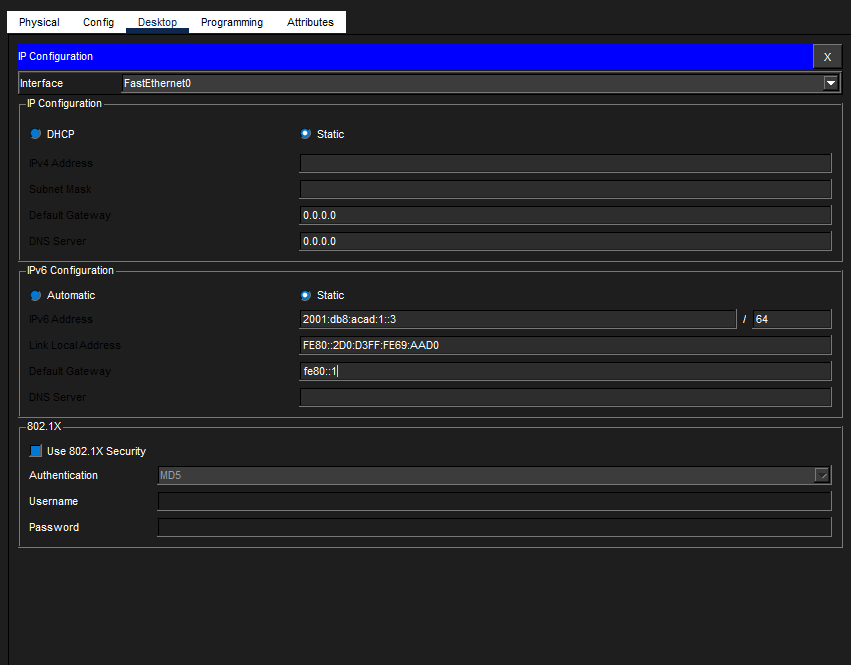 Physical Config Desktop Programming Attributes
IP Configuration X
Interface FastEthernet0
IP Configuration
DHCP Static
IPv4 Address
Subnet Mask
Default Gateway 0.0.0.0
DNS Server 0.0.0.0
IPv6 Configuration
Automatic Static
IPv6 Address 2001:db8:acad:1::3 / 64
Link Local Address FE80::2D0:D3FF:FE69:AAD0
Default Gateway fe80::1
DNS Server
802.1X
Use 802.1X Security
Authentication MD5
Username
Password